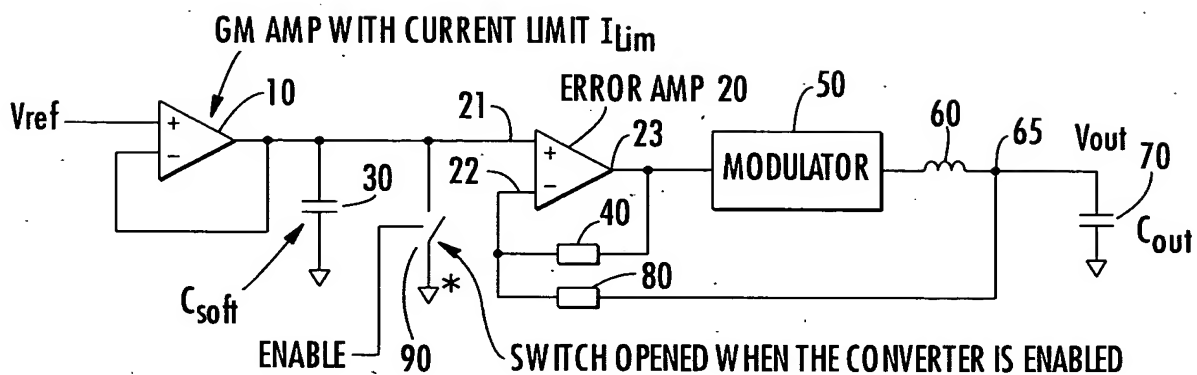 GM AMP WITH CURRENT LIMIT ILim
10
Vref
+
−
21
ERROR AMP 20
50
60
65
Vout
70
23
+
−
22
MODULATOR
30
40
Cout
Csoft
*
80
ENABLE
90
SWITCH OPENED WHEN THE CONVERTER IS ENABLED